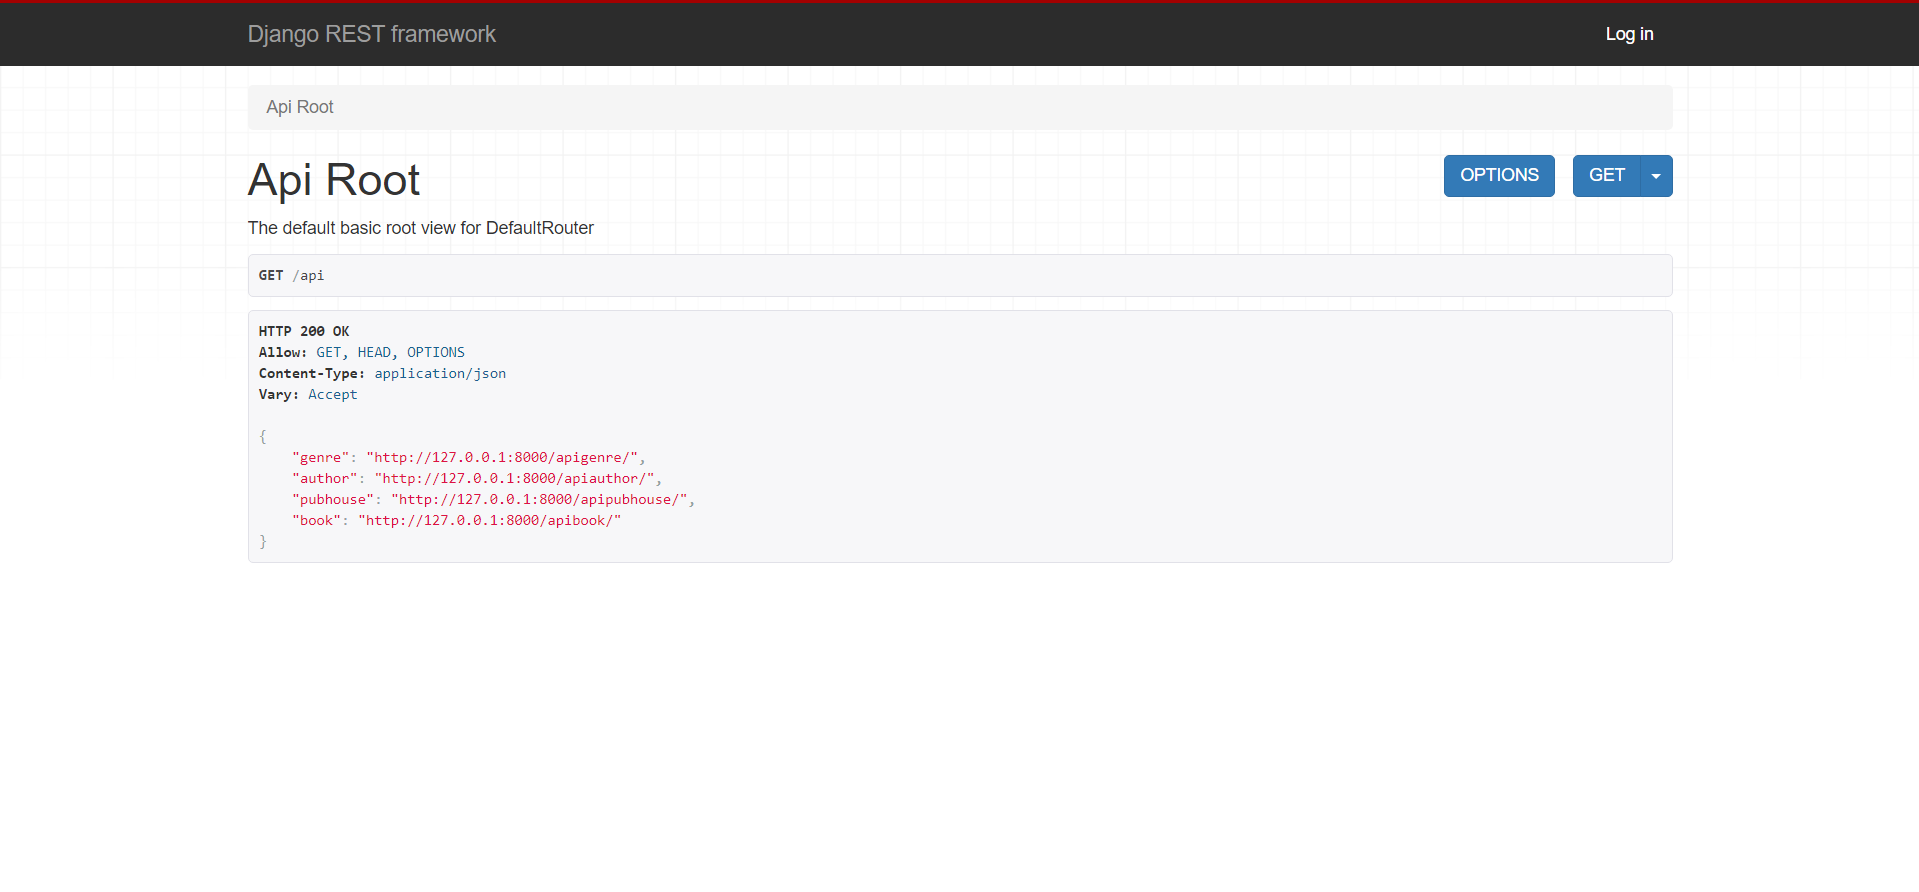 Django REST framework
Log in
Api Root
Api Root
OPTIONS
GET
The default basic root view for DefaultRouter
GET /api
HTTP 200 OK
Allow: GET, HEAD, OPTIONS
Content-Type: application/json
Vary: Accept
{
    "genre": "http://127.0.0.1:8000/apigenre/",
    "author": "http://127.0.0.1:8000/apiauthor/",
    "pubhouse": "http://127.0.0.1:8000/apipubhouse/",
    "book": "http://127.0.0.1:8000/apibook/"
}